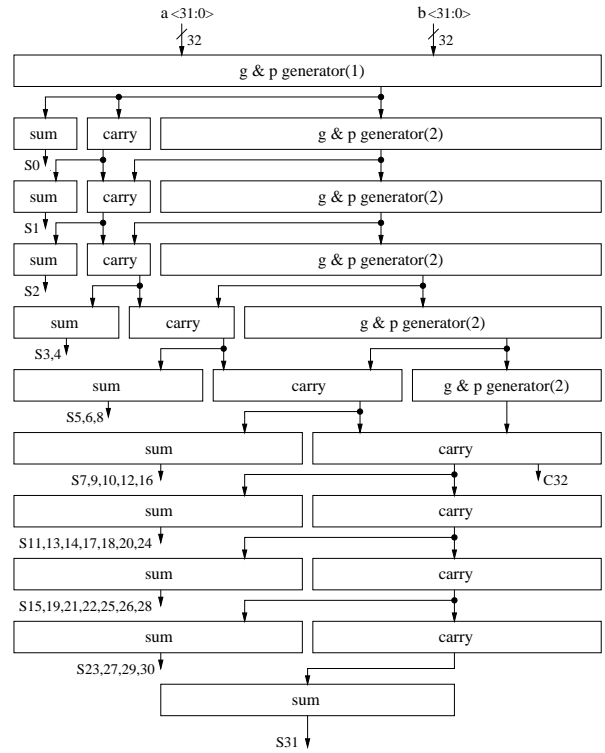 a <31:0> b <31:0>
32 32
g & p generator(1)
sum carry g & p generator(2)
S0
sum carry g & p generator(2)
S1
sum carry g & p generator(2)
S2
sum carry g & p generator(2)
S3,4
sum carry g & p generator(2)
S5,6,8
sum carry
S7,9,10,12,16 C32
sum carry
S11,13,14,17,18,20,24
sum carry
S15,19,21,22,25,26,28
sum carry
S23,27,29,30
sum
S31